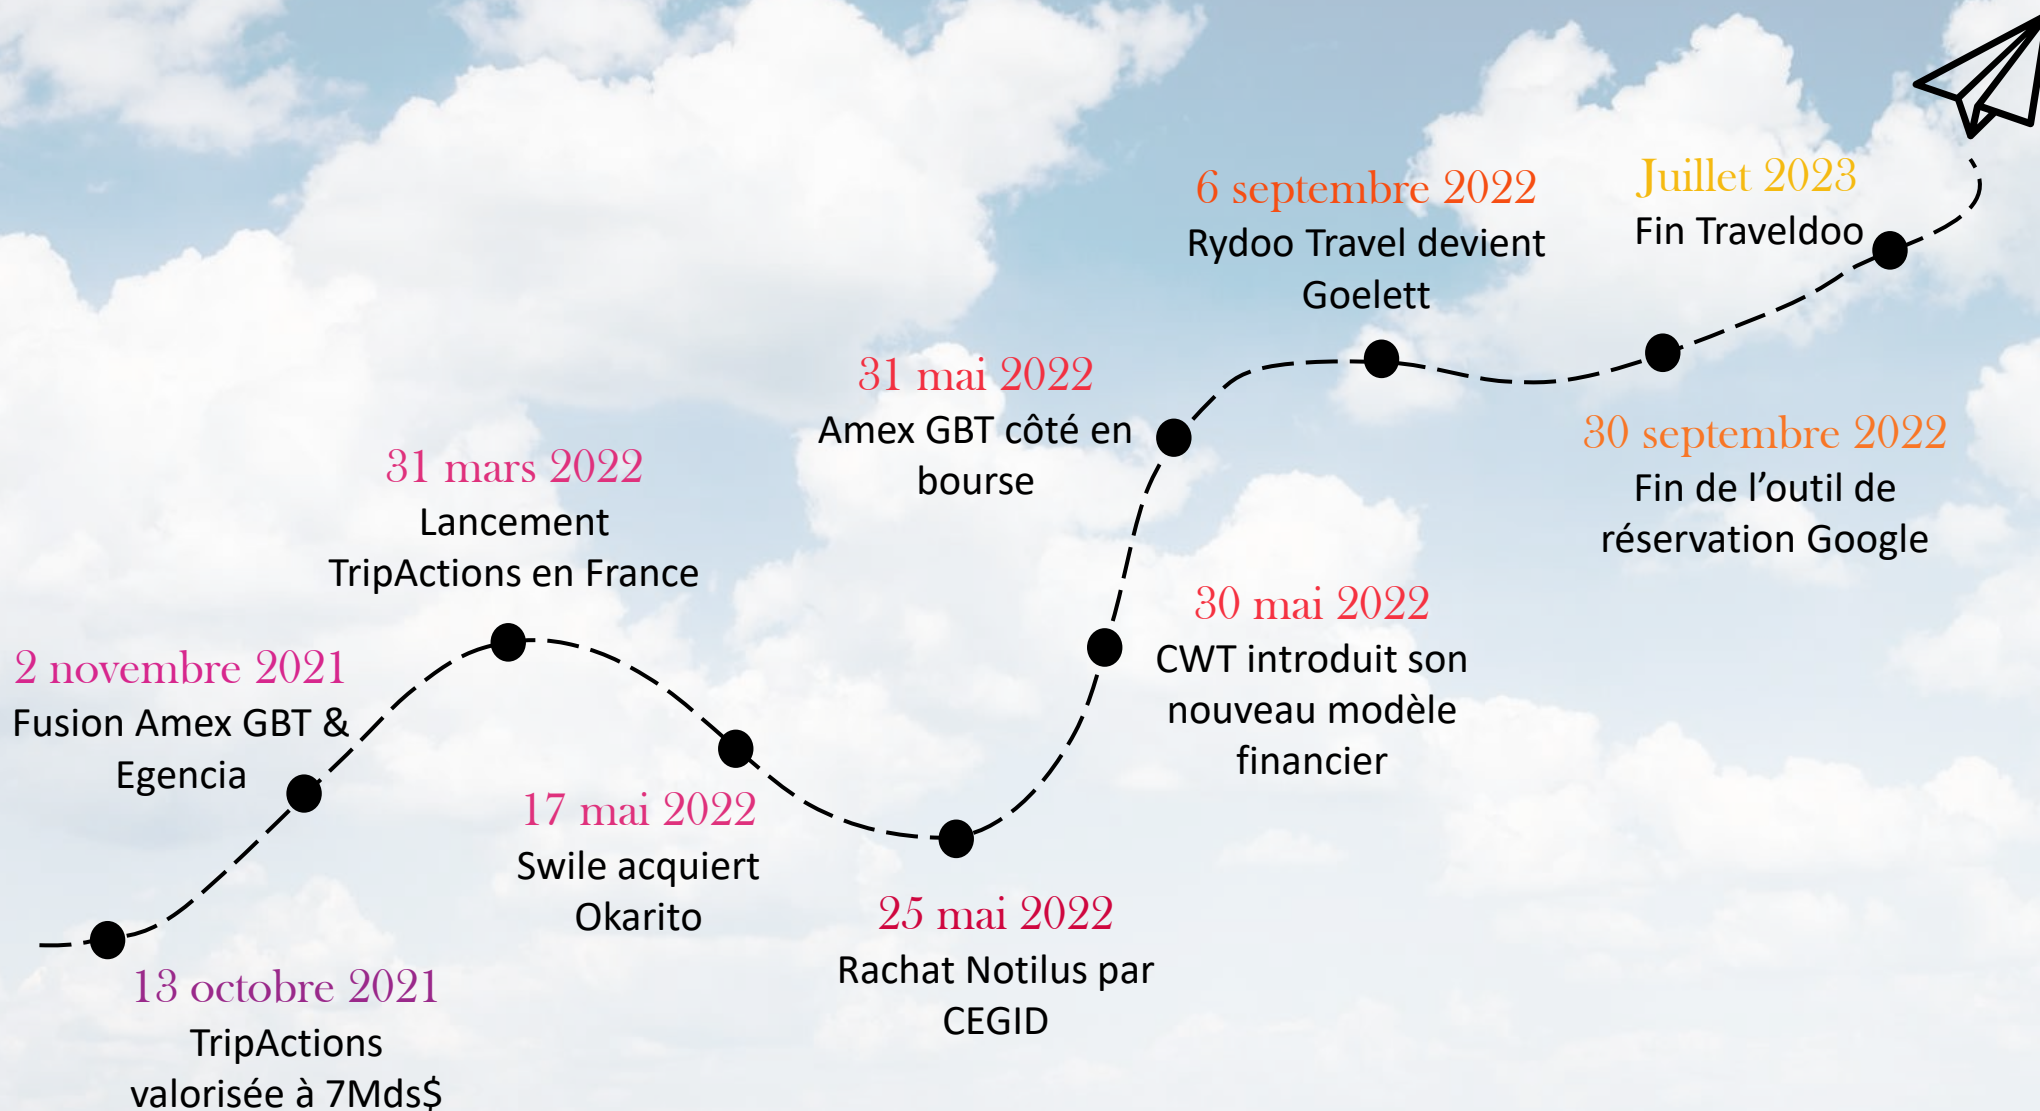 13 octobre 2021
TripActions
valorisée à 7Mds$
2 novembre 2021
Fusion Amex GBT &
Egencia
31 mars 2022
Lancement
TripActions en France
17 mai 2022
Swile acquiert
Okarito
25 mai 2022
Rachat Notilus par
CEGID
30 mai 2022
CWT introduit son
nouveau modèle
financier
31 mai 2022
Amex GBT côté en
bourse
6 septembre 2022
Rydoo Travel devient
Goelett
30 septembre 2022
Fin de l’outil de
réservation Google
Juillet 2023
Fin Traveldoo